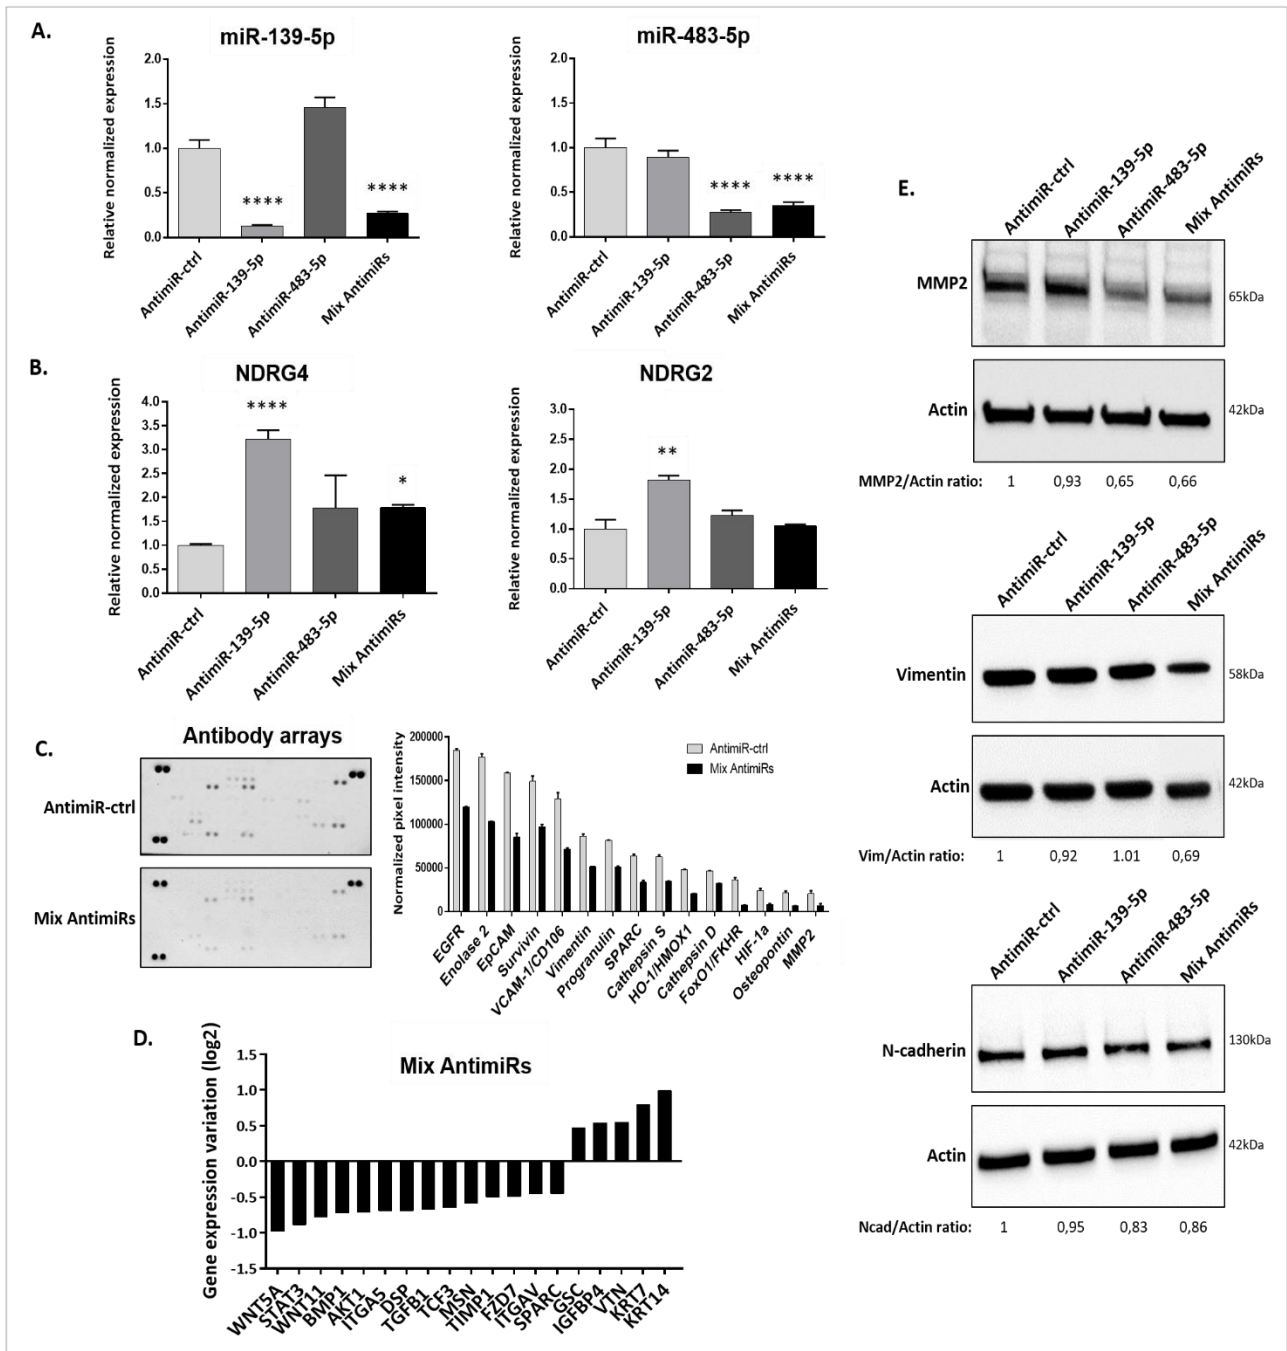 A.
miR-139-5p
Relative normalized expression
2.0
1.5
1.0
0.5
0.0
****
****
AntimiR-ctrl
AntimiR-139-5p
AntimiR-483-5p
Mix AntimiRs
miR-483-5p
Relative normalized expression
2.0
1.5
1.0
0.5
0.0
****
****
AntimiR-ctrl
AntimiR-139-5p
AntimiR-483-5p
Mix AntimiRs
B.
NDRG4
Relative normalized expression
4.0
3.5
3.0
2.5
2.0
1.5
1.0
0.5
0.0
****
*
AntimiR-ctrl
AntimiR-139-5p
AntimiR-483-5p
Mix AntimiRs
NDRG2
Relative normalized expression
3.0
2.5
2.0
1.5
1.0
0.5
0.0
**
AntimiR-ctrl
AntimiR-139-5p
AntimiR-483-5p
Mix AntimiRs
C.
Antibody arrays
AntimiR-ctrl
Mix AntimiRs
Normalized pixel intensity
200000
150000
100000
50000
0
AntimiR-ctrl
Mix AntimiRs
EGFR
Enolase 2
EpCAM
Survivin
VCAM-1/CD106
Vimentin
Progranulin
SPARC
Cathepsin S
HO-1/HMOX1
Cathepsin D
FoxO1/FKHR
HIF-1a
Osteopontin
MMP2
D.
Mix AntimiRs
Gene expression variation (log2)
1.5
1.0
0.5
0.0
-0.5
-1.0
-1.5
WNT5A
STAT3
WNT11
BMP1
AKT1
ITGA5
DSP
TGFB1
TCF3
MSN
TIMP1
FZD7
ITGAV
SPARC
GSC
IGFBP4
VTN
KRT7
KRT14
E.
AntimiR-ctrl
AntimiR-139-5p
AntimiR-483-5p
Mix AntimiRs
MMP2
65kDa
Actin
42kDa
MMP2/Actin ratio: 1 0,93 0,65 0,66
AntimiR-ctrl
AntimiR-139-5p
AntimiR-483-5p
Mix AntimiRs
Vimentin
58kDa
Actin
42kDa
Vim/Actin ratio: 1 0,92 1.01 0,69
AntimiR-ctrl
AntimiR-139-5p
AntimiR-483-5p
Mix AntimiRs
N-cadherin
130kDa
Actin
42kDa
Ncad/Actin ratio: 1 0,95 0,83 0,86